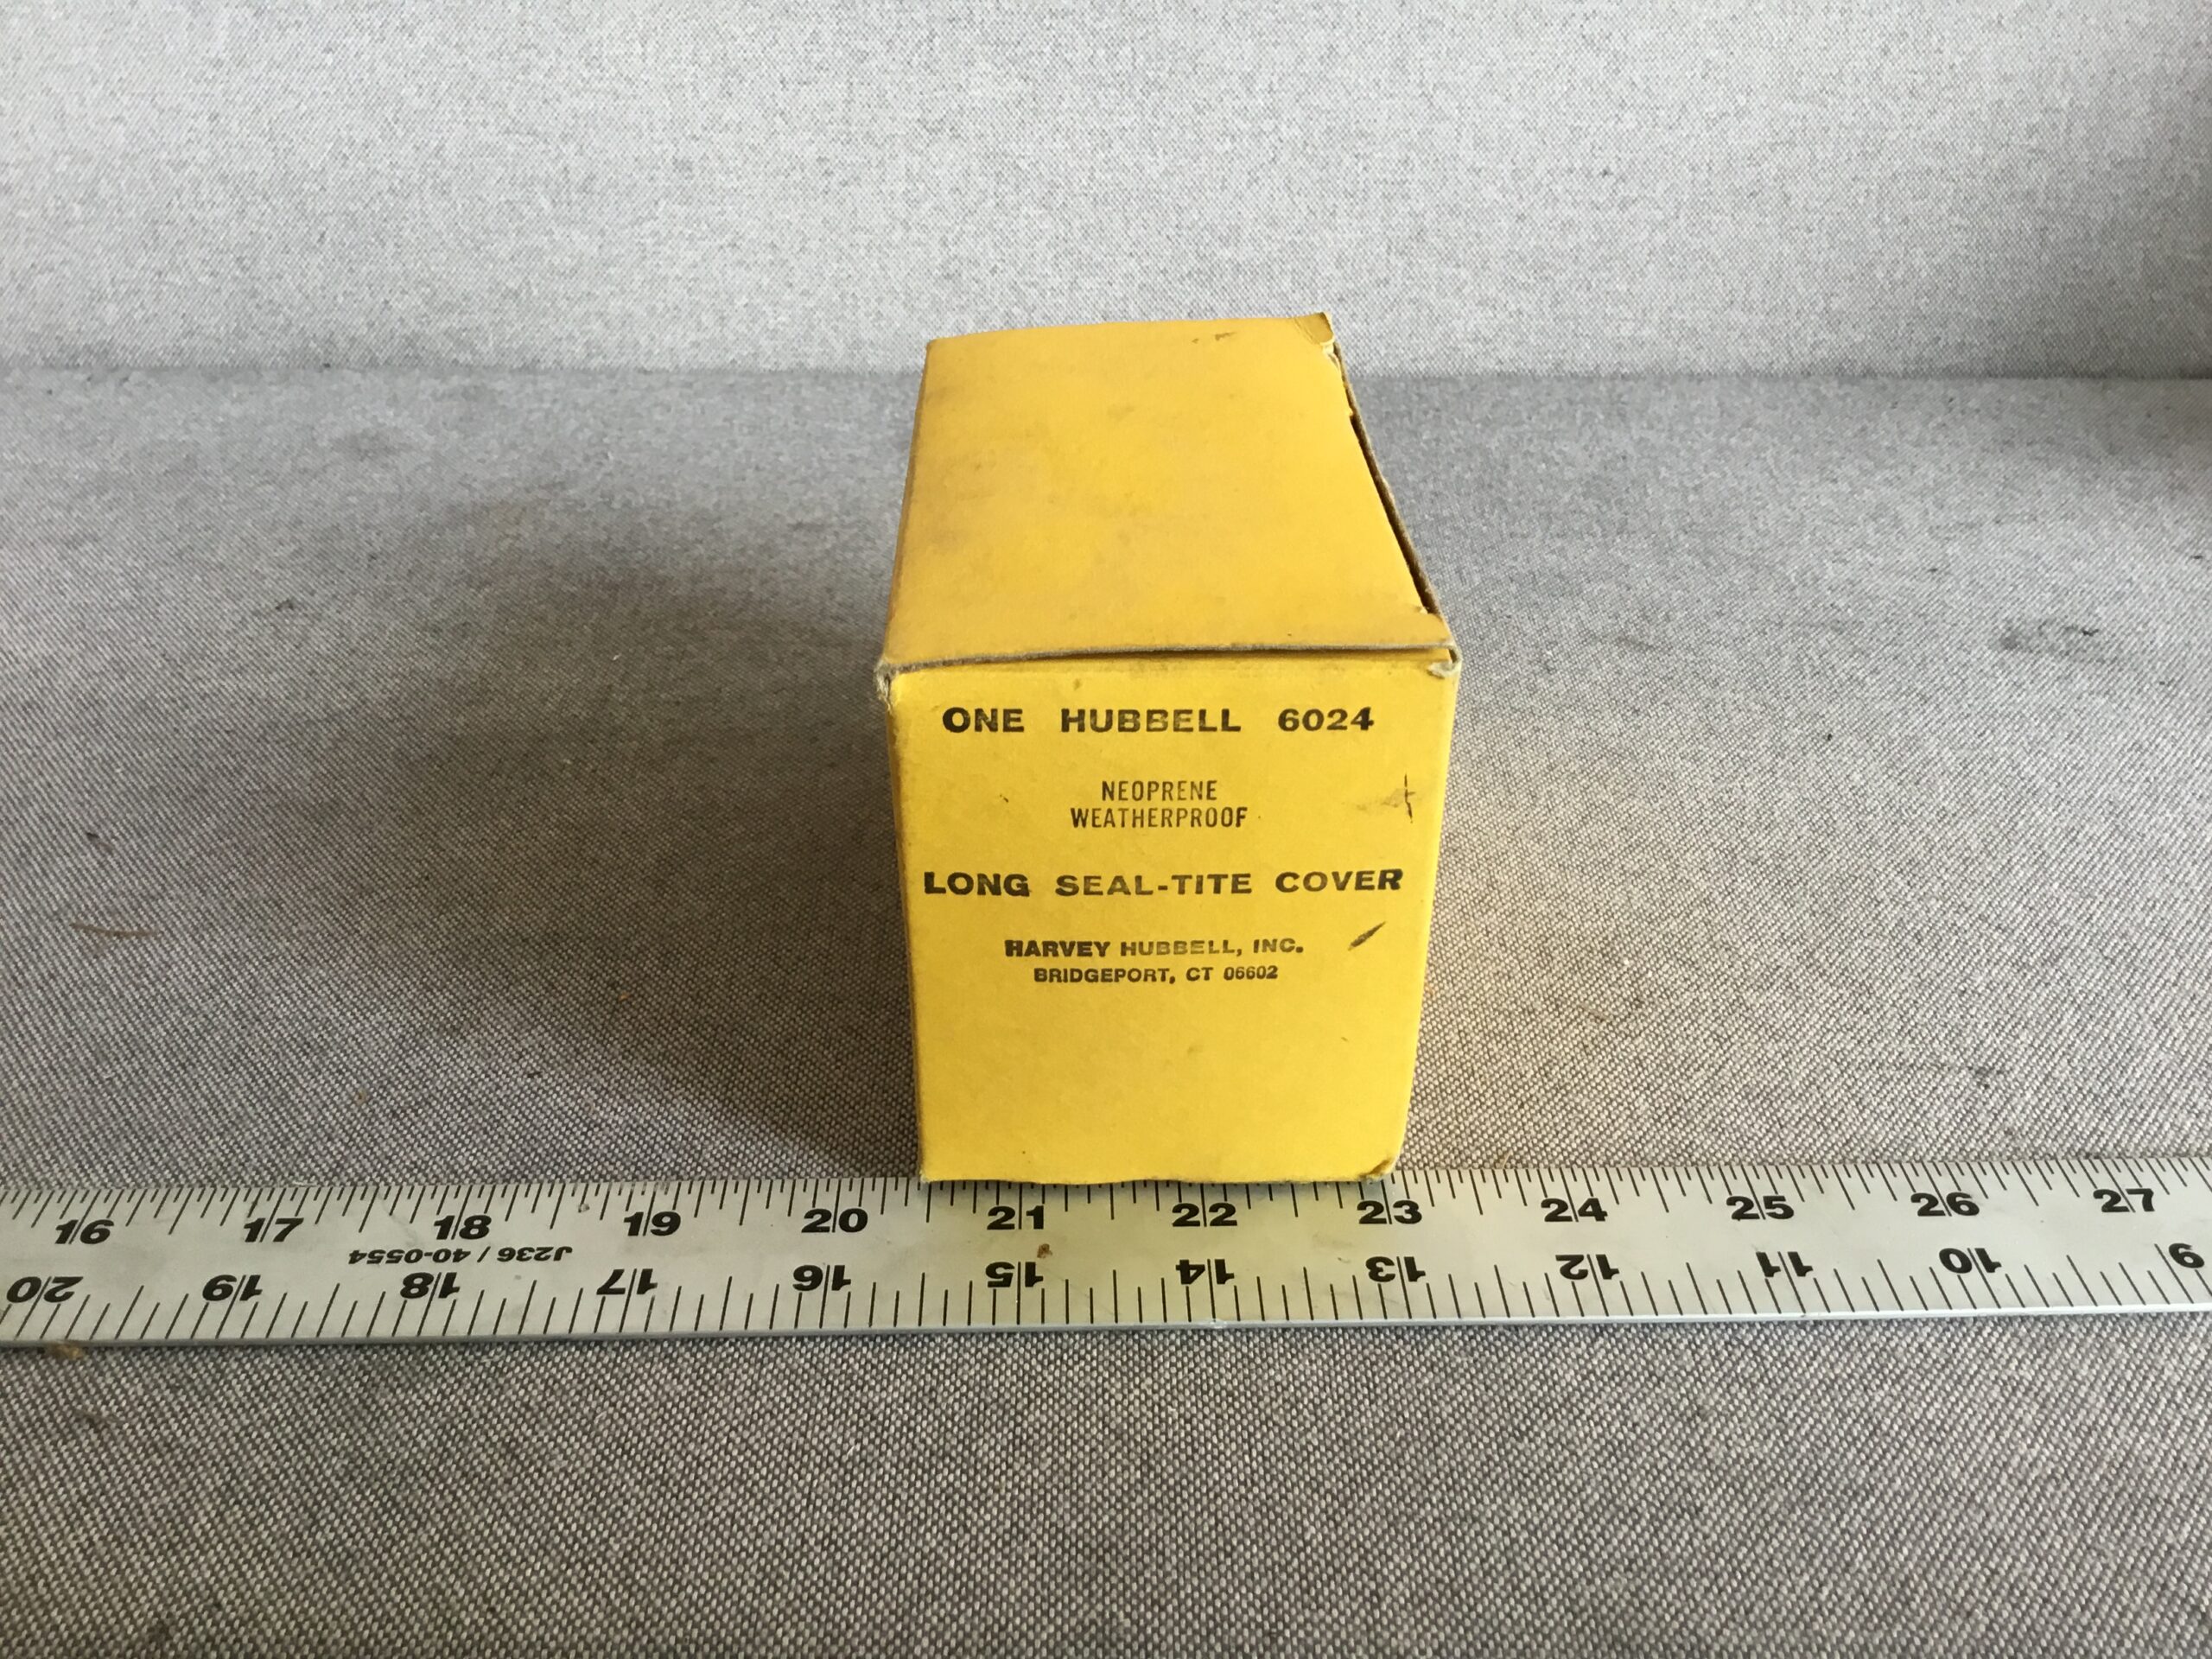 ONE HUBBELL 6024
NEOPRENE
WEATHERPROOF
LONG SEAL-TITE COVER
HARVEY HUBBELL, INC.
BRIDGEPORT, CT 06602
16 17 18 19 20 21 22 23 24 25 26 27
J236 / 40-0554
20 19 18 17 16 15 14 13 12 11 10 9